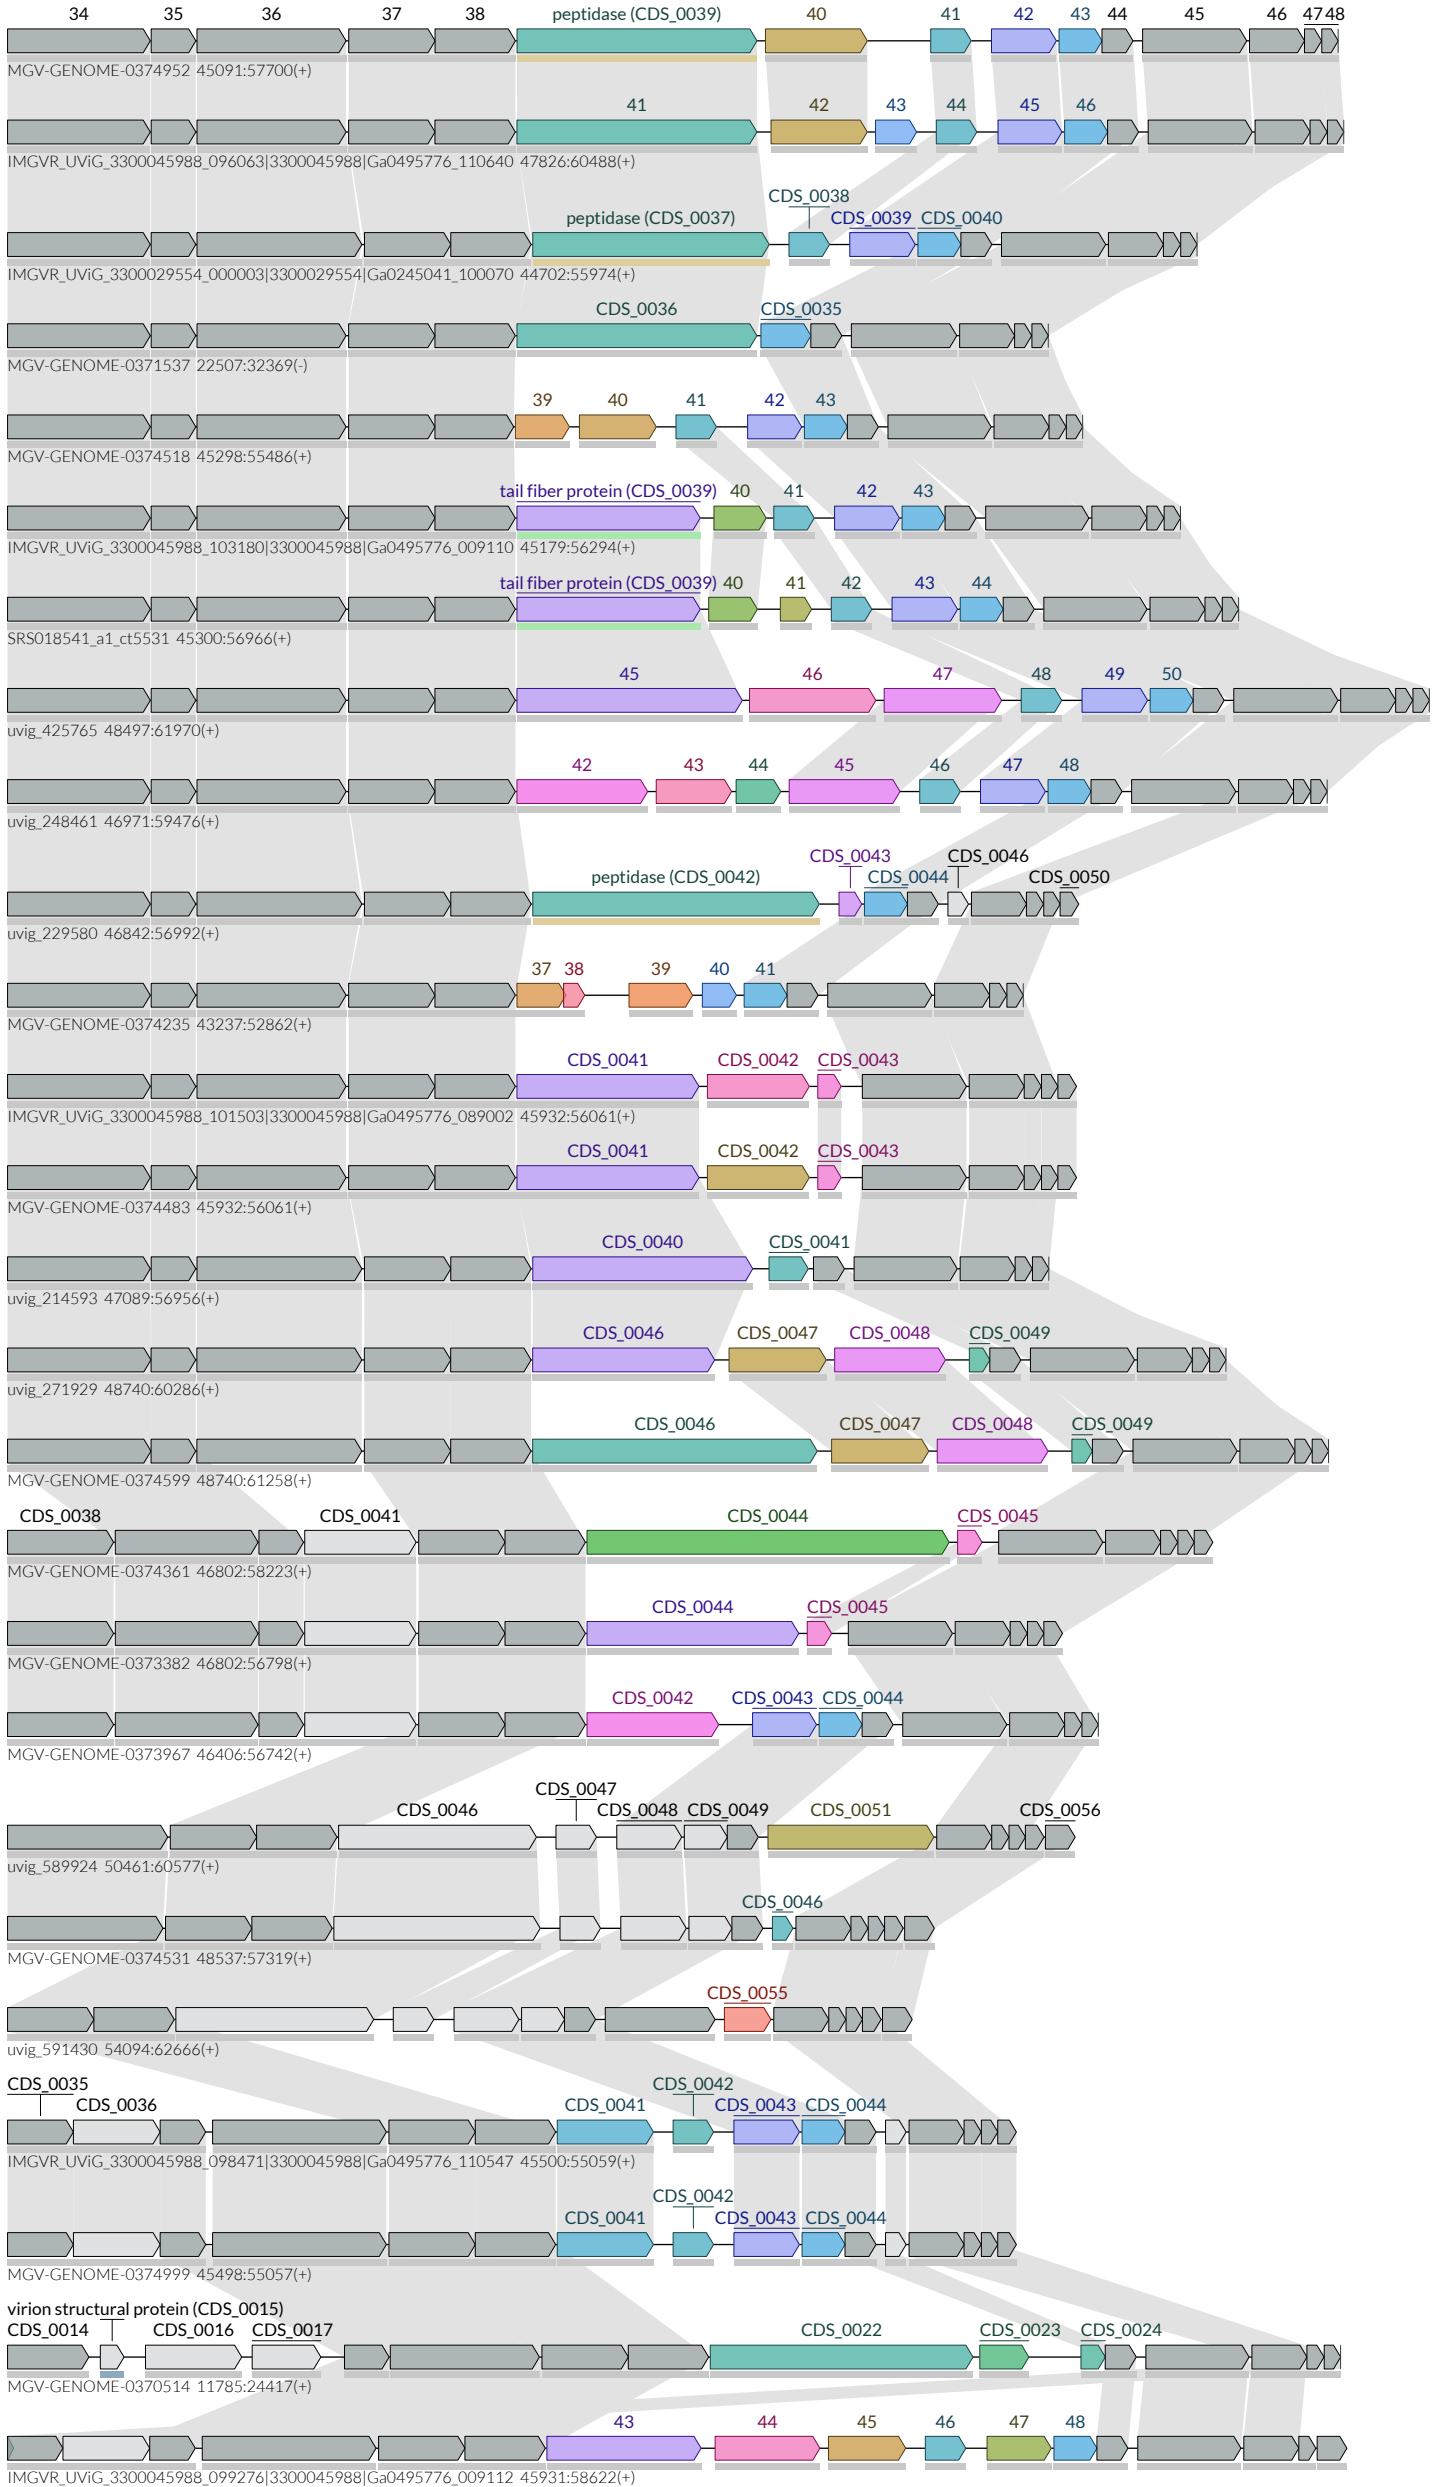 34 35 36 37 38 peptidase (CDS_0039) 40 41 42 43 44 45 46 47 48
MGV-GENOME-0374952 45091:57700(+)
41 42 43 44 45 46
IMGVR_UViG_3300045988_096063|3300045988|Ga0495776_110640 47826:60488(+)
CDS_0038
peptidase (CDS_0037) CDS_0039 CDS_0040
IMGVR_UViG_3300029554_000003|3300029554|Ga0245041_100070 44702:55974(+)
CDS_0036 CDS_0035
MGV-GENOME-0371537 22507:32369(-)
39 40 41 42 43
MGV-GENOME-0374518 45298:55486(+)
tail fiber protein (CDS_0039) 40 41 42 43
IMGVR_UViG_3300045988_103180|3300045988|Ga0495776_009110 45179:56294(+)
tail fiber protein (CDS_0039) 40 41 42 43 44
SRS018541_a1_ct5531 45300:56966(+)
45 46 47 48 49 50
uvig_425765 48497:61970(+)
42 43 44 45 46 47 48
uvig_248461 46971:59476(+)
CDS_0043 CDS_0046
peptidase (CDS_0042) CDS_0044 CDS_0050
uvig_229580 46842:56992(+)
37 38 39 40 41
MGV-GENOME-0374235 43237:52862(+)
CDS_0041 CDS_0042 CDS_0043
IMGVR_UViG_3300045988_101503|3300045988|Ga0495776_089002 45932:56061(+)
CDS_0041 CDS_0042 CDS_0043
MGV-GENOME-0374483 45932:56061(+)
CDS_0040 CDS_0041
uvig_214593 47089:56956(+)
CDS_0046 CDS_0047 CDS_0048 CDS_0049
uvig_271929 48740:60286(+)
CDS_0046 CDS_0047 CDS_0048 CDS_0049
MGV-GENOME-0374599 48740:61258(+)
CDS_0038 CDS_0041 CDS_0044 CDS_0045
MGV-GENOME-0374361 46802:58223(+)
CDS_0044 CDS_0045
MGV-GENOME-0373382 46802:56798(+)
CDS_0042 CDS_0043 CDS_0044
MGV-GENOME-0373967 46406:56742(+)
CDS_0047
CDS_0046 CDS_0048 CDS_0049 CDS_0051 CDS_0056
uvig_589924 50461:60577(+)
CDS_0046
MGV-GENOME-0374531 48537:57319(+)
CDS_0055
uvig_591430 54094:62666(+)
CDS_0035 CDS_0042
CDS_0036 CDS_0041 CDS_0043 CDS_0044
IMGVR_UViG_3300045988_098471|3300045988|Ga0495776_110547 45500:55059(+)
CDS_0042
CDS_0041 CDS_0043 CDS_0044
MGV-GENOME-0374999 45498:55057(+)
virion structural protein (CDS_0015)
CDS_0014 CDS_0016 CDS_0017 CDS_0022 CDS_0023 CDS_0024
MGV-GENOME-0370514 11785:24417(+)
43 44 45 46 47 48
IMGVR_UViG_3300045988_099276|3300045988|Ga0495776_009112 45931:58622(+)